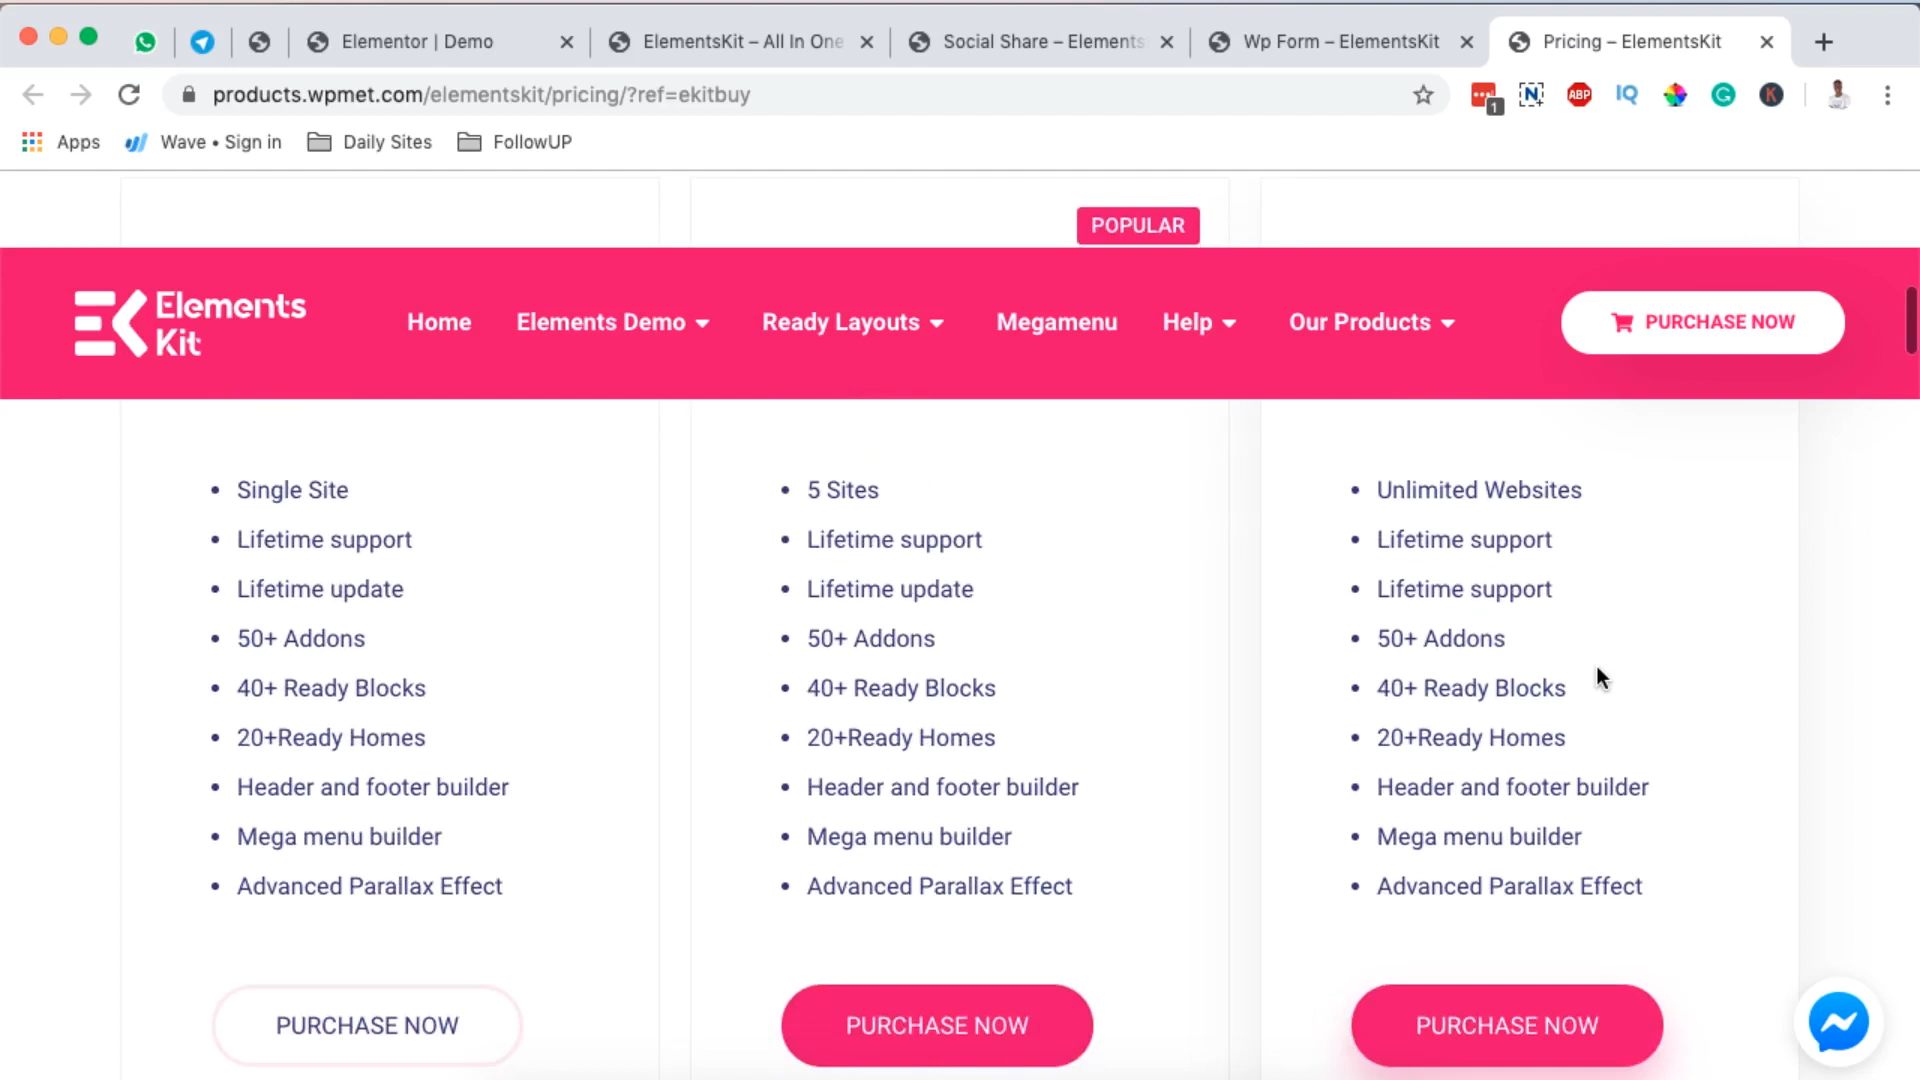 Elementor | Demo
ElementsKit – All In One
Social Share – Elements
Wp Form – ElementsKit
Pricing – ElementsKit
products.wpmet.com/elementskit/pricing/?ref=ekitbuy
1
N
ABP
IQ
G
K
Apps
Wave • Sign in
Daily Sites
FollowUP
POPULAR
Elements
Kit
Home
Elements Demo
Ready Layouts
Megamenu
Help
Our Products
PURCHASE NOW
• Single Site
• Lifetime support
• Lifetime update
• 50+ Addons
• 40+ Ready Blocks
• 20+Ready Homes
• Header and footer builder
• Mega menu builder
• Advanced Parallax Effect
PURCHASE NOW
• 5 Sites
• Lifetime support
• Lifetime update
• 50+ Addons
• 40+ Ready Blocks
• 20+Ready Homes
• Header and footer builder
• Mega menu builder
• Advanced Parallax Effect
PURCHASE NOW
• Unlimited Websites
• Lifetime support
• Lifetime support
• 50+ Addons
• 40+ Ready Blocks
• 20+Ready Homes
• Header and footer builder
• Mega menu builder
• Advanced Parallax Effect
PURCHASE NOW